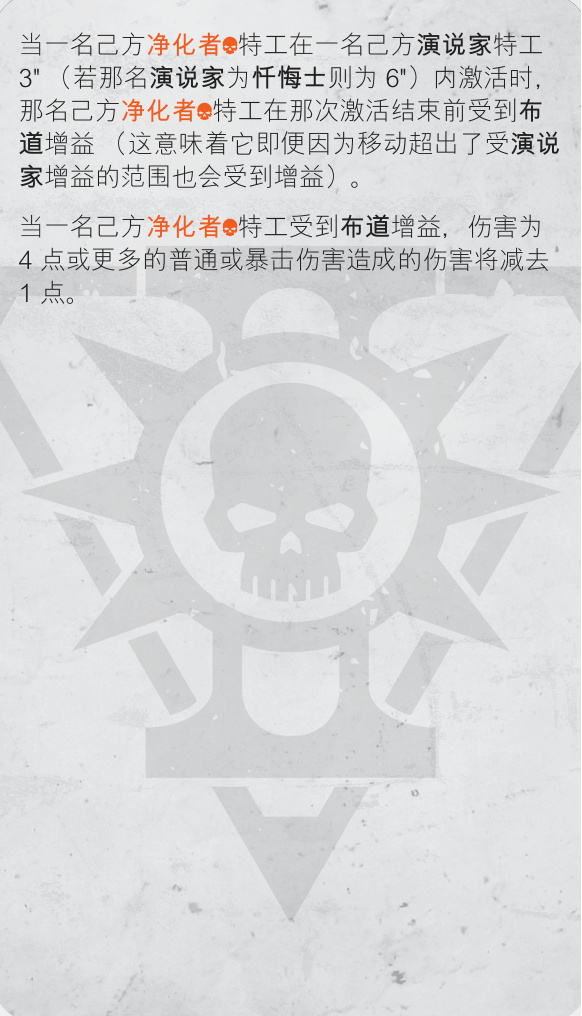 当一名己方净化者特工在一名己方演说家特工
3"（若那名演说家为忏悔士则为 6"）内激活时，
那名己方净化者特工在那次激活结束前受到布
道增益 （这意味着它即便因为移动超出了受演说
家增益的范围也会受到增益）。
当一名己方净化者特工受到布道增益，伤害为
4 点或更多的普通或暴击伤害造成的伤害将减去
1 点。